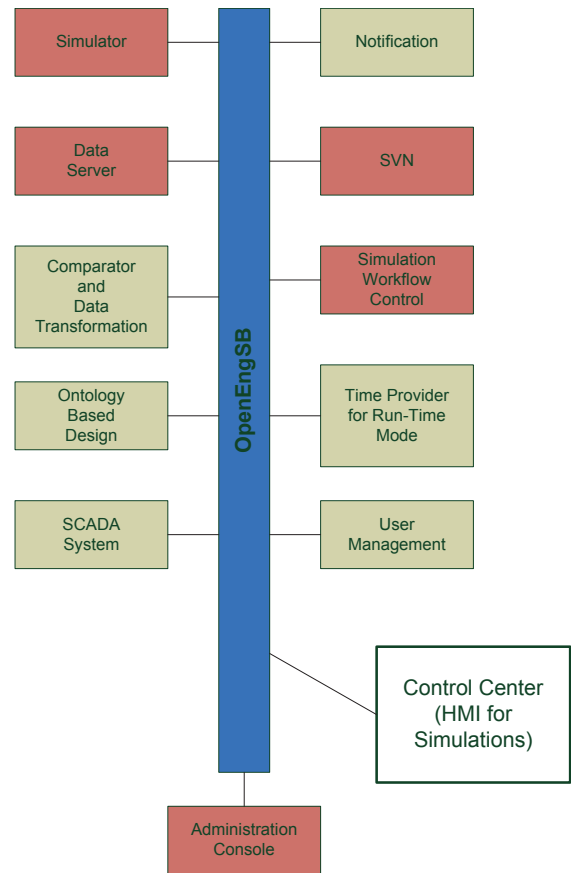 Simulator
Notification
Data
Server
SVN
Comparator
and
Data
Transformation
Simulation
Workflow
Control
OpenEngSB
Ontology
Based
Design
Time Provider
for Run-Time
Mode
SCADA
System
User
Management
Control Center
(HMI for
Simulations)
Administration
Console